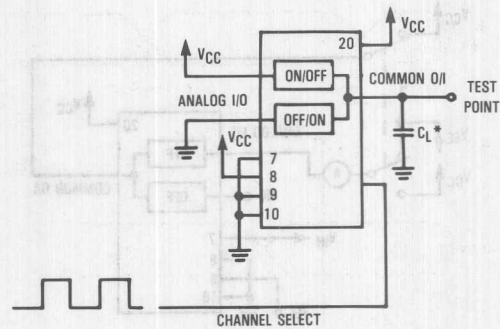 20
VCC
VCC
ON/OFF
COMMON O/I
TEST
POINT
ANALOG I/O
OFF/ON
CL*
VCC
7
8
9
10
CHANNEL SELECT